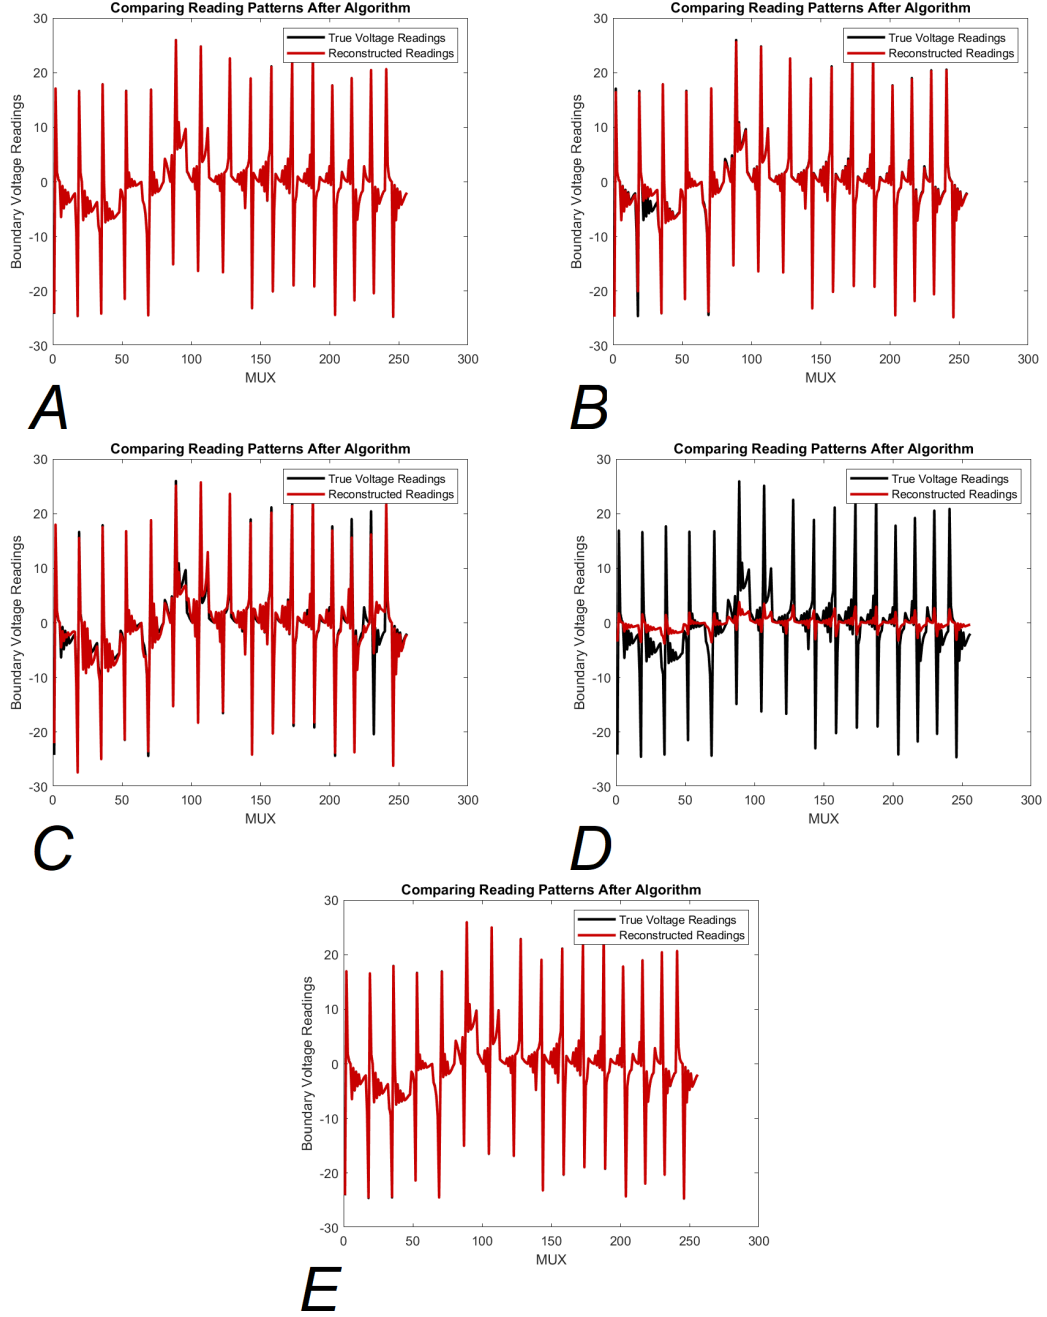 Comparing Reading Patterns After Algorithm
True Voltage Readings
Reconstructed Readings
Boundary Voltage Readings
30
20
10
0
-10
-20
-30
0 50 100 150 200 250 300
MUX
A
Comparing Reading Patterns After Algorithm
True Voltage Readings
Reconstructed Readings
Boundary Voltage Readings
30
20
10
0
-10
-20
-30
0 50 100 150 200 250 300
MUX
B
Comparing Reading Patterns After Algorithm
True Voltage Readings
Reconstructed Readings
Boundary Voltage Readings
30
20
10
0
-10
-20
-30
0 50 100 150 200 250 300
MUX
C
Comparing Reading Patterns After Algorithm
True Voltage Readings
Reconstructed Readings
Boundary Voltage Readings
30
20
10
0
-10
-20
-30
0 50 100 150 200 250 300
MUX
D
Comparing Reading Patterns After Algorithm
True Voltage Readings
Reconstructed Readings
Boundary Voltage Readings
30
20
10
0
-10
-20
-30
0 50 100 150 200 250 300
MUX
E